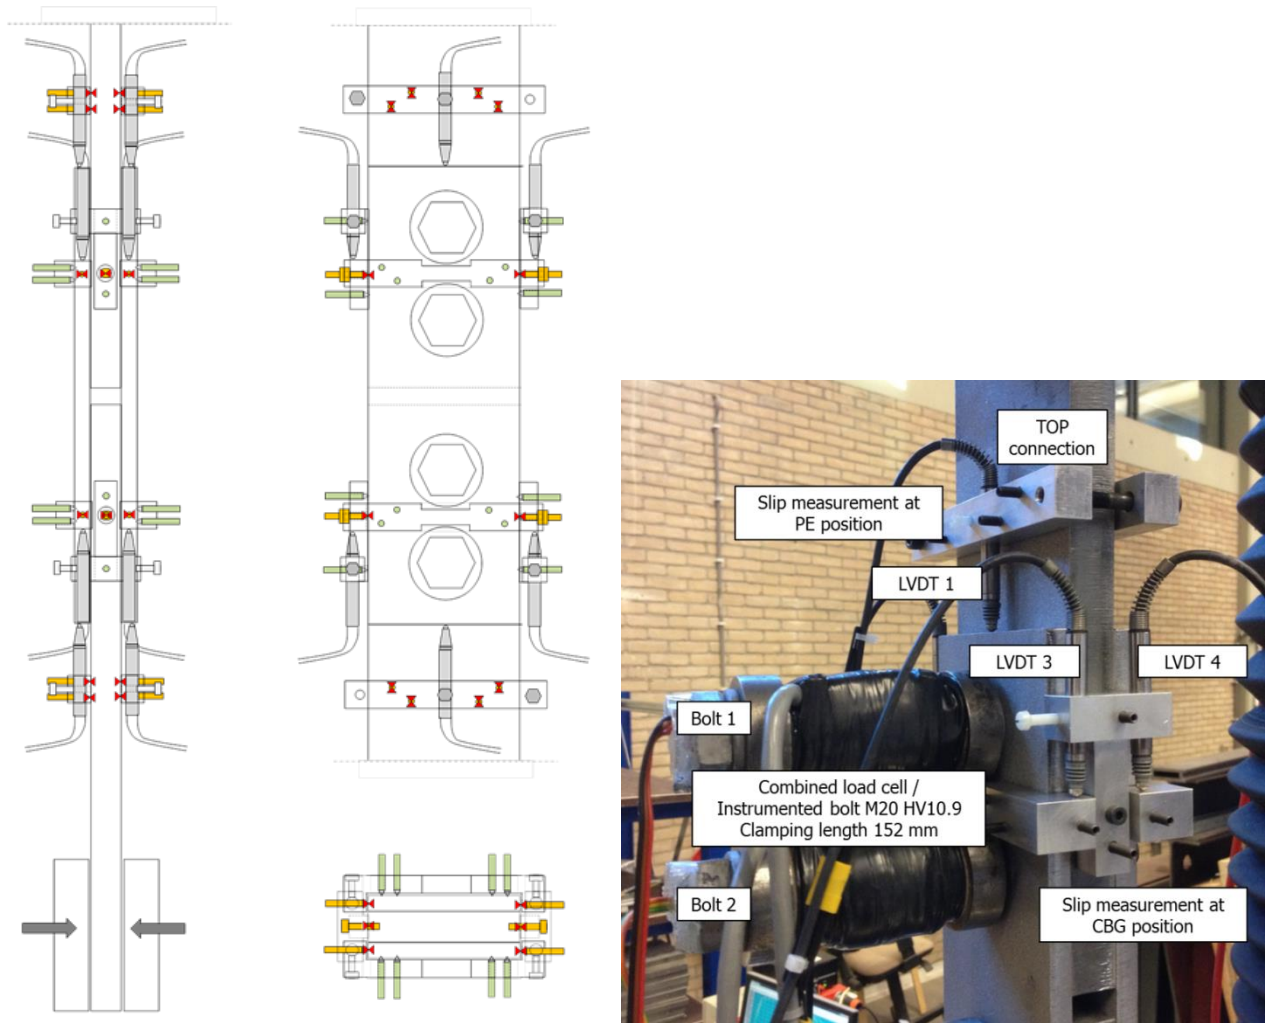 TOP
connection
Slip measurement at
PE position
LVDT 1
LVDT 3
LVDT 4
Bolt 1
Combined load cell /
Instrumented bolt M20 HV10.9
Clamping length 152 mm
Bolt 2
Slip measurement at
CBG position